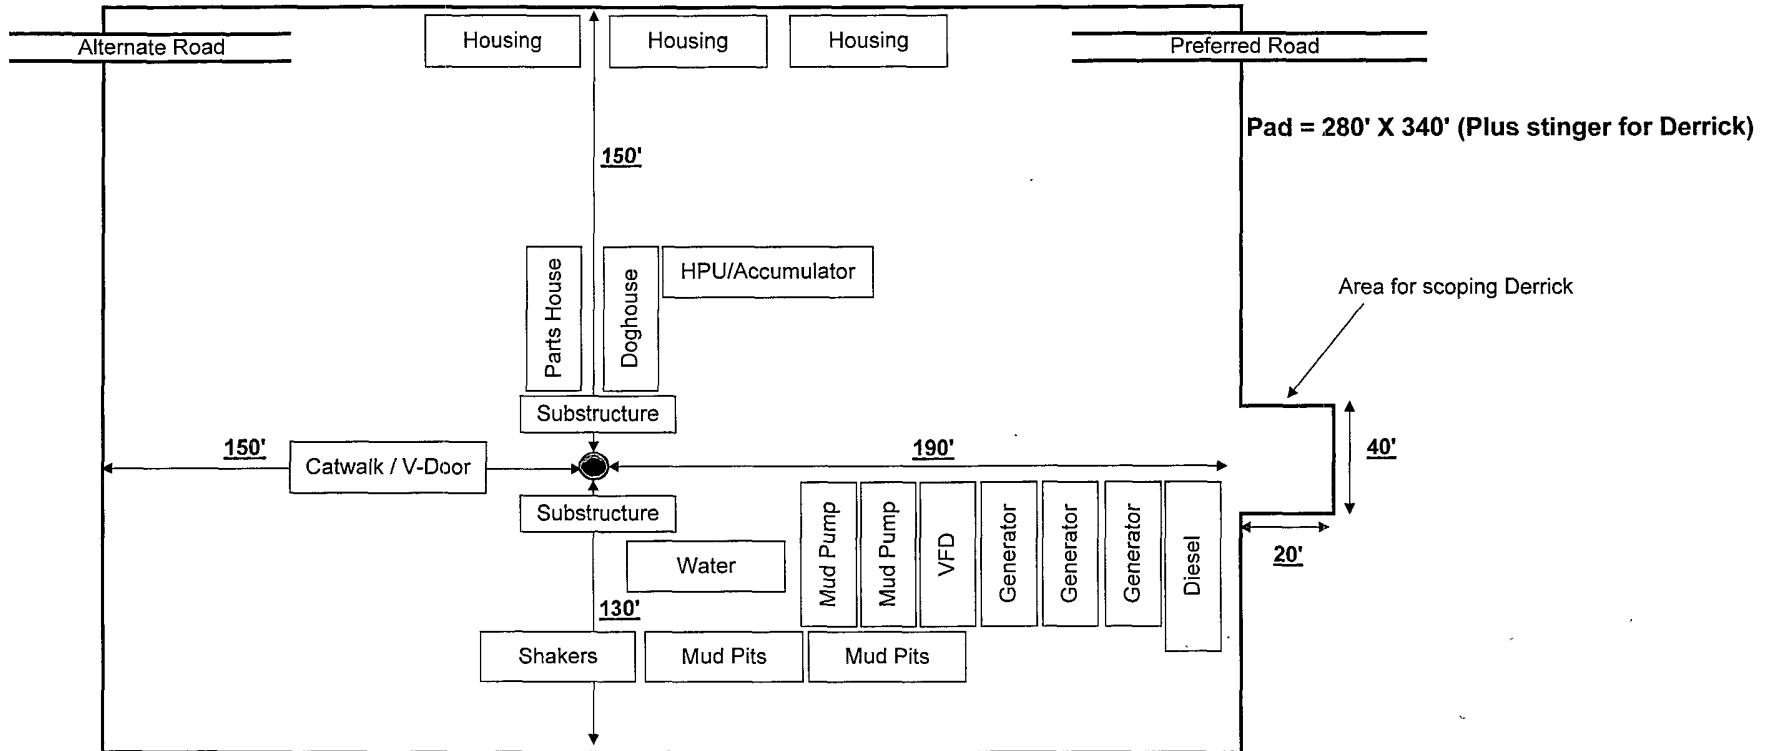 Alternate Road
Housing
Housing
Housing
Preferred Road
Pad = 280' X 340' (Plus stinger for Derrick)
150'
Parts House
Doghouse
HPU/Accumulator
Area for scoping Derrick
Substructure
150'
Catwalk / V-Door
190'
40'
Substructure
Water
Mud Pump
Mud Pump
VFD
Generator
Generator
Generator
Diesel
20'
130'
Shakers
Mud Pits
Mud Pits